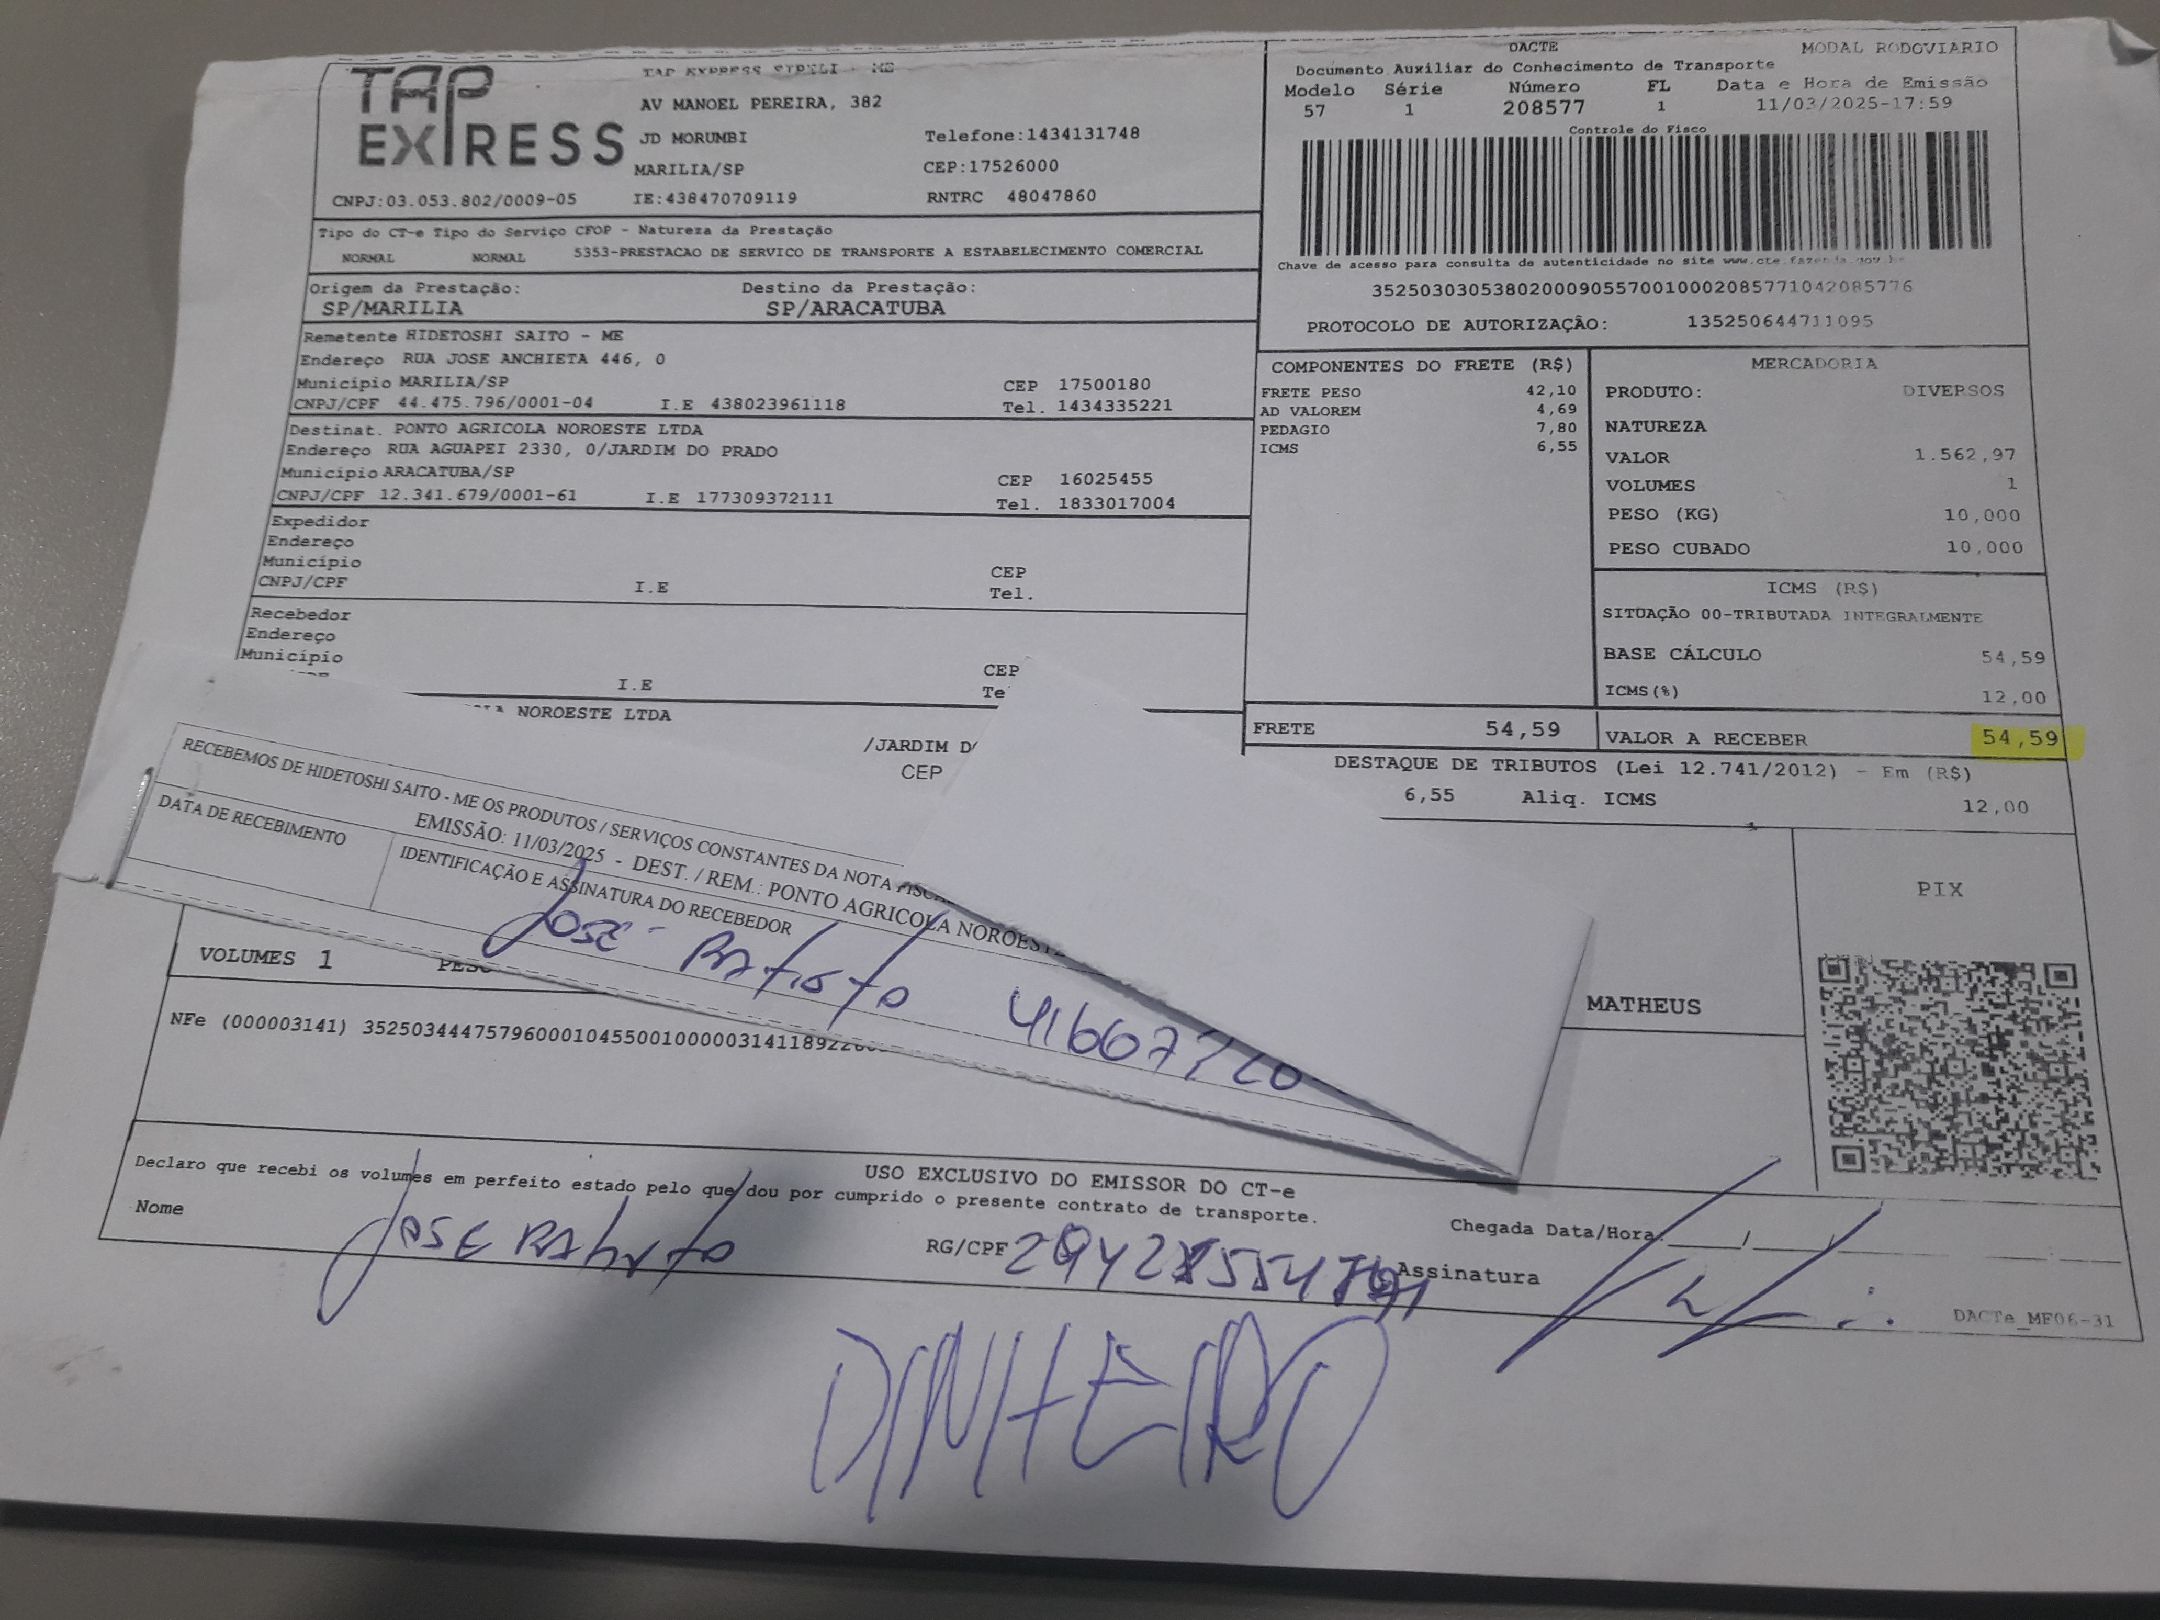 TAP EXPRESS
TAP EXPRESS EIRELI - ME
AV MANOEL PEREIRA, 382
JD MORUMBI Telefone:1434131748
MARILIA/SP CEP:17526000
CNPJ:03.053.802/0009-05 IE:438470709119 RNTRC 48047860
DACTE MODAL RODOVIARIO
Documento Auxiliar do Conhecimento de Transporte
Modelo Série Número FL Data e Hora de Emissão
57 1 208577 1 11/03/2025-17:59
Controle do Fisco
Chave de acesso para consulta de autenticidade no site www.cte.fazenda.gov.br
35250303053802000905570010002085771042085776
PROTOCOLO DE AUTORIZAÇÃO: 135250644711095
Tipo do CT-e Tipo do Serviço CFOP - Natureza da Prestação
NORMAL NORMAL 5353-PRESTACAO DE SERVICO DE TRANSPORTE A ESTABELECIMENTO COMERCIAL
Origem da Prestação: Destino da Prestação:
SP/MARILIA SP/ARACATUBA
Remetente HIDETOSHI SAITO - ME
Endereço RUA JOSE ANCHIETA 446, 0
Município MARILIA/SP CEP 17500180
CNPJ/CPF 44.475.796/0001-04 I.E 438023961118 Tel. 1434335221
Destinat. PONTO AGRICOLA NOROESTE LTDA
Endereço RUA AGUAPEI 2330, 0/JARDIM DO PRADO
Município ARACATUBA/SP CEP 16025455
CNPJ/CPF 12.341.679/0001-61 I.E 177309372111 Tel. 1833017004
Expedidor
Endereço
Município CEP
CNPJ/CPF I.E Tel.
Recebedor
Endereço
Município CEP
I.E Te
NOROESTE LTDA
/JARDIM D
CEP
COMPONENTES DO FRETE (R$)
FRETE PESO 42,10
AD VALOREM 4,69
PEDAGIO 7,80
ICMS 6,55
MERCADORIA
PRODUTO: DIVERSOS
NATUREZA
VALOR 1.562,97
VOLUMES 1
PESO (KG) 10,000
PESO CUBADO 10,000
ICMS (R$)
SITUAÇÃO 00-TRIBUTADA INTEGRALMENTE
BASE CÁLCULO 54,59
ICMS(%) 12,00
FRETE 54,59 VALOR A RECEBER 54,59
DESTAQUE DE TRIBUTOS (Lei 12.741/2012) - Em (R$)
6,55 Aliq. ICMS 12,00
RECEBEMOS DE HIDETOSHI SAITO - ME OS PRODUTOS / SERVIÇOS CONSTANTES DA NOTA FISC
EMISSÃO: 11/03/2025 - DEST. / REM.: PONTO AGRICOLA NOROESTE
DATA DE RECEBIMENTO IDENTIFICAÇÃO E ASSINATURA DO RECEBEDOR
JOSE
PIX
MATHEUS
VOLUMES 1 PESO
NFe (000003141) 352503444757960001045500100000314118922
USO EXCLUSIVO DO EMISSOR DO CT-e
Declaro que recebi os volumes em perfeito estado pelo que dou por cumprido o presente contrato de transporte.
Nome JOSE RG/CPF Assinatura
Chegada Data/Hora: / /
DACTe_MF06-31
DINHEIRO